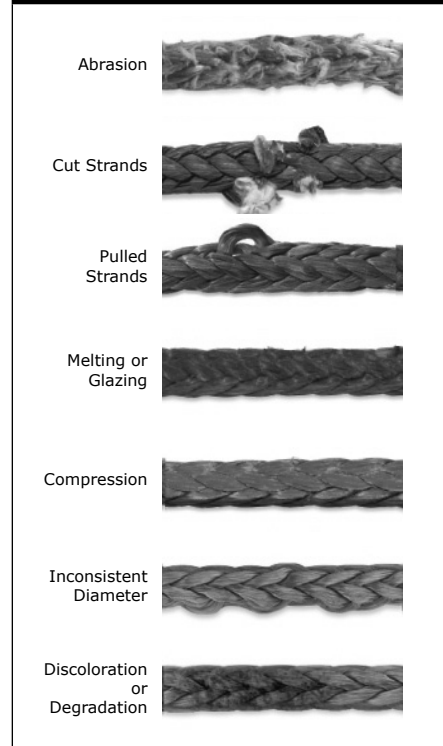 Abrasion
Cut Strands
Pulled
Strands
Melting or
Glazing
Compression
Inconsistent
Diameter
Discoloration
or
Degradation